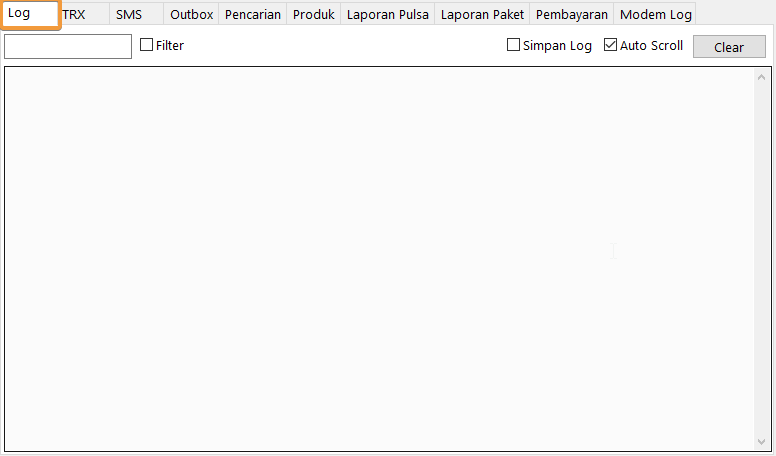 Log TRX SMS Outbox Pencarian Produk Laporan Pulsa Laporan Paket Pembayaran Modem Log
Filter Simpan Log Auto Scroll Clear